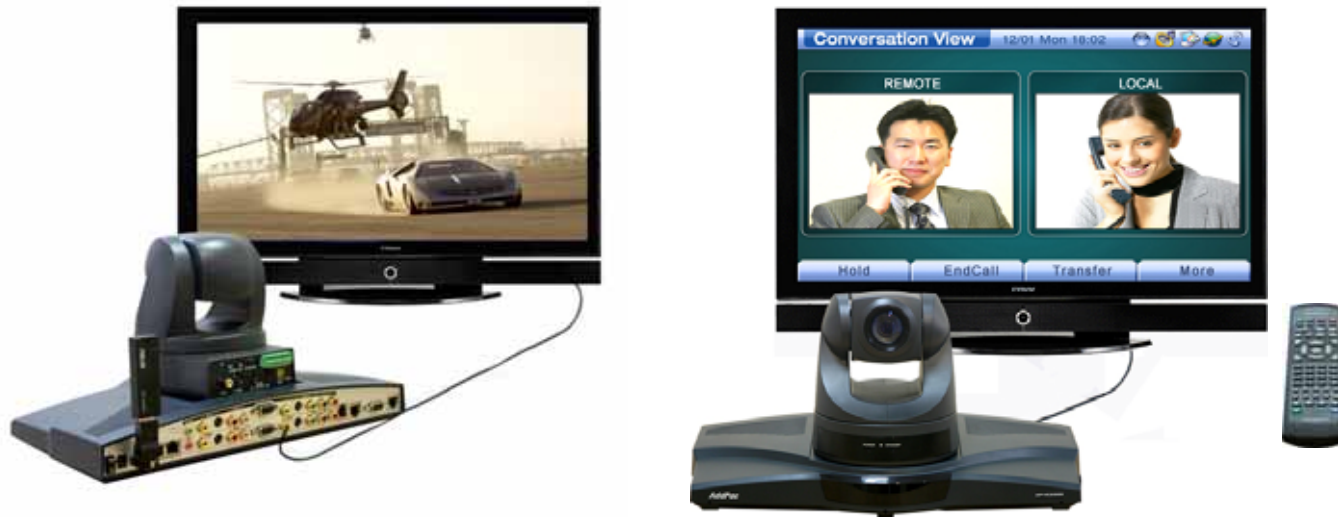 Conversation View 12/01 Mon 18:02
REMOTE LOCAL
Hold EndCall Transfer More
AddPac